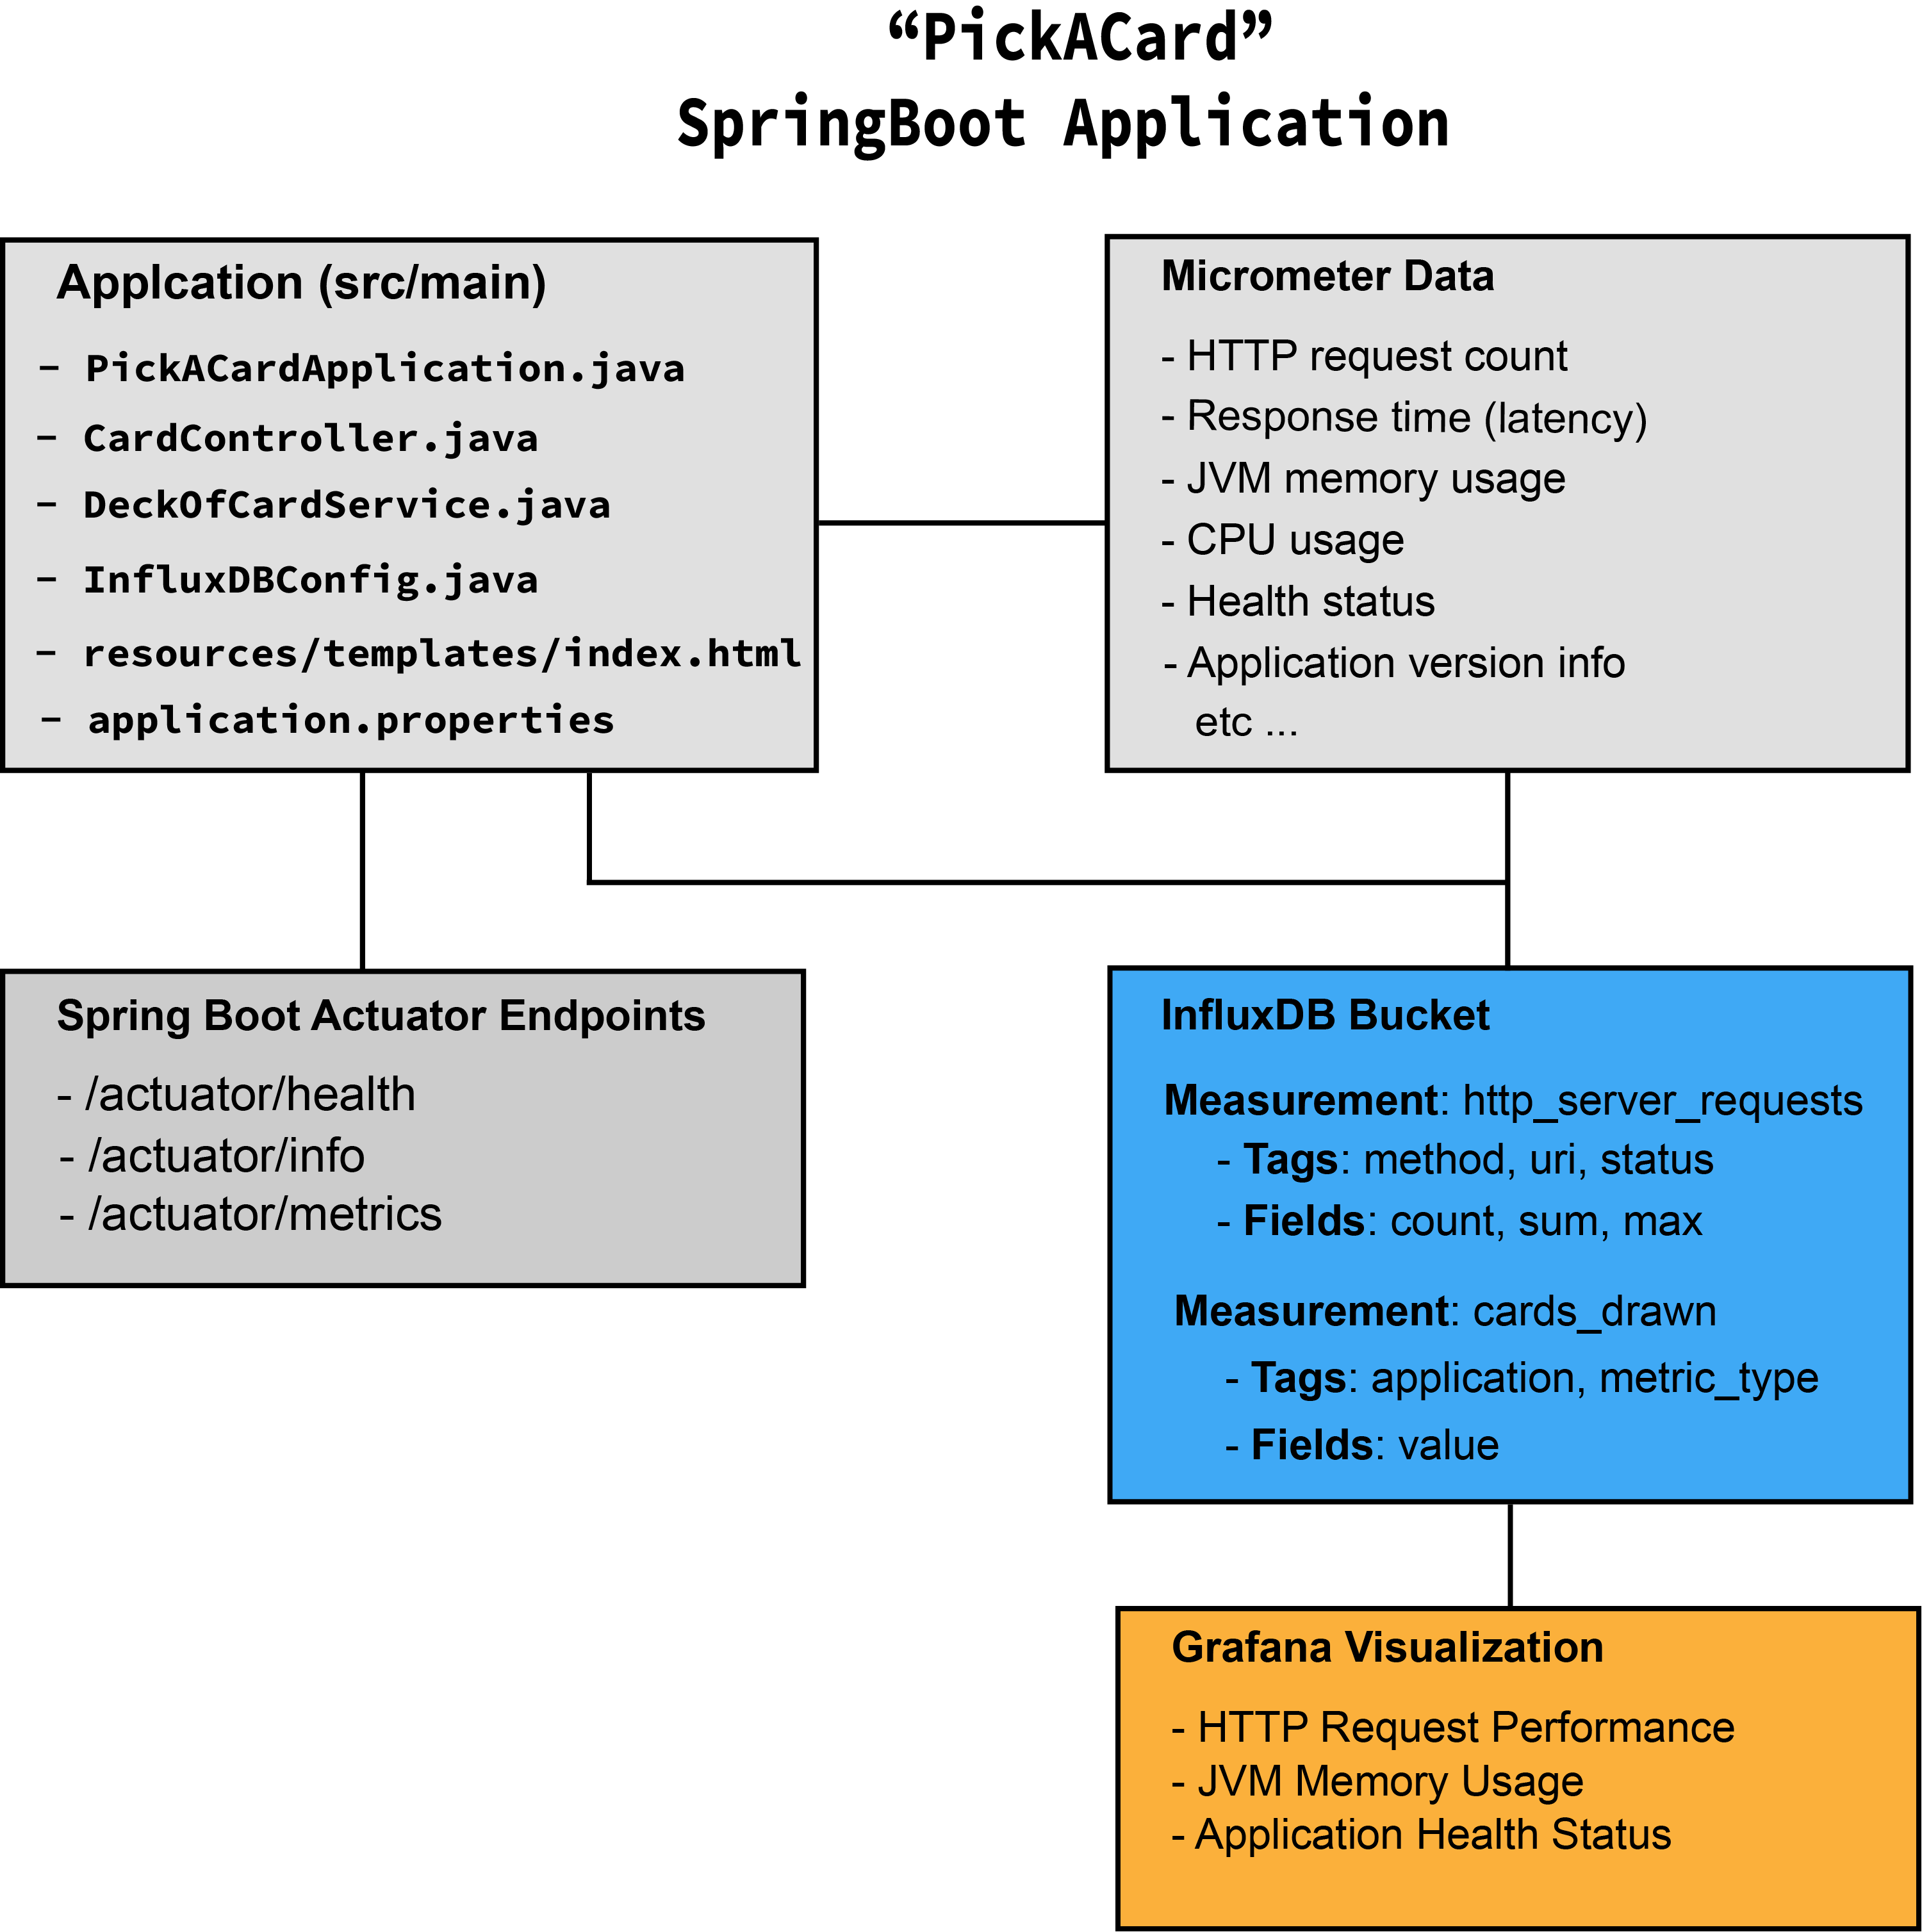 “PickACard”
SpringBoot Application
Applcation (src/main)
- PickACardApplication.java
- CardController.java
- DeckOfCardService.java
- InfluxDBConfig.java
- resources/templates/index.html
- application.properties
Micrometer Data
- HTTP request count
- Response time (latency)
- JVM memory usage
- CPU usage
- Health status
- Application version info
etc ...
Spring Boot Actuator Endpoints
- /actuator/health
- /actuator/info
- /actuator/metrics
InfluxDB Bucket
Measurement: http_server_requests
- Tags: method, uri, status
- Fields: count, sum, max
Measurement: cards_drawn
- Tags: application, metric_type
- Fields: value
Grafana Visualization
- HTTP Request Performance
- JVM Memory Usage
- Application Health Status